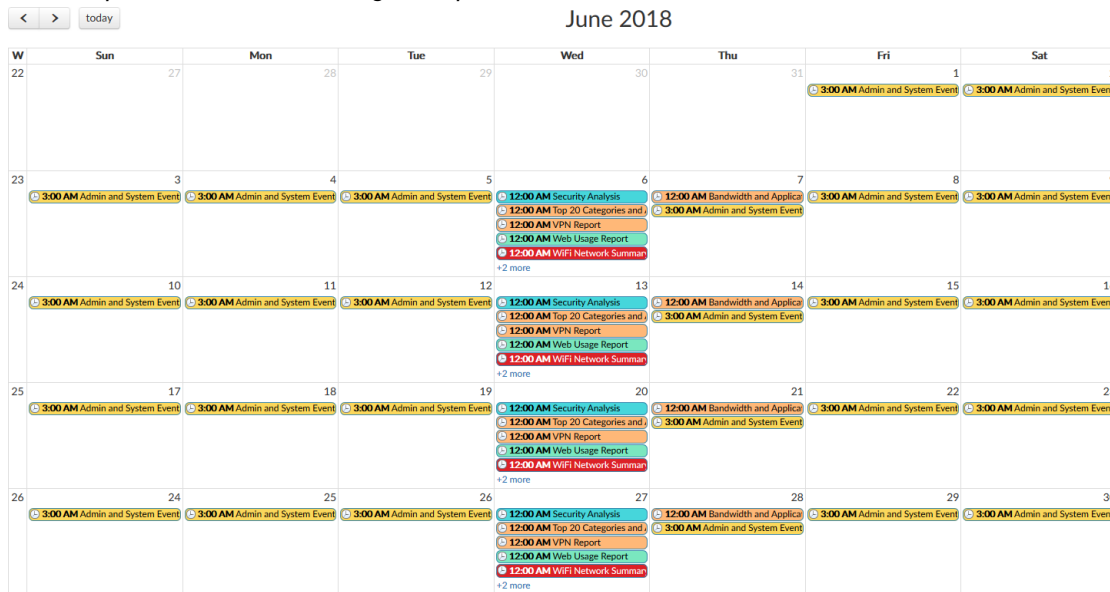 today
June 2018
W Sun Mon Tue Wed Thu Fri Sat
22 27 28 29 30 31 1
3:00 AM Admin and System Event 3:00 AM Admin and System Even
23 3 4 5 6 7 8
3:00 AM Admin and System Event 3:00 AM Admin and System Event 3:00 AM Admin and System Event 12:00 AM Security Analysis 12:00 AM Bandwidth and Applica 3:00 AM Admin and System Event 3:00 AM Admin and System Even
12:00 AM Top 20 Categories and 3:00 AM Admin and System Event
12:00 AM VPN Report
12:00 AM Web Usage Report
12:00 AM WiFi Network Summar
+2 more
24 10 11 12 13 14 15
3:00 AM Admin and System Event 3:00 AM Admin and System Event 3:00 AM Admin and System Event 12:00 AM Security Analysis 12:00 AM Bandwidth and Applica 3:00 AM Admin and System Event 3:00 AM Admin and System Even
12:00 AM Top 20 Categories and 3:00 AM Admin and System Event
12:00 AM VPN Report
12:00 AM Web Usage Report
12:00 AM WiFi Network Summar
+2 more
25 17 18 19 20 21 22
3:00 AM Admin and System Event 3:00 AM Admin and System Event 3:00 AM Admin and System Event 12:00 AM Security Analysis 12:00 AM Bandwidth and Applica 3:00 AM Admin and System Event 3:00 AM Admin and System Even
12:00 AM Top 20 Categories and 3:00 AM Admin and System Event
12:00 AM VPN Report
12:00 AM Web Usage Report
12:00 AM WiFi Network Summar
+2 more
26 24 25 26 27 28 29
3:00 AM Admin and System Event 3:00 AM Admin and System Event 3:00 AM Admin and System Event 12:00 AM Security Analysis 12:00 AM Bandwidth and Applica 3:00 AM Admin and System Event 3:00 AM Admin and System Even
12:00 AM Top 20 Categories and 3:00 AM Admin and System Event
12:00 AM VPN Report
12:00 AM Web Usage Report
12:00 AM WiFi Network Summar
+2 more